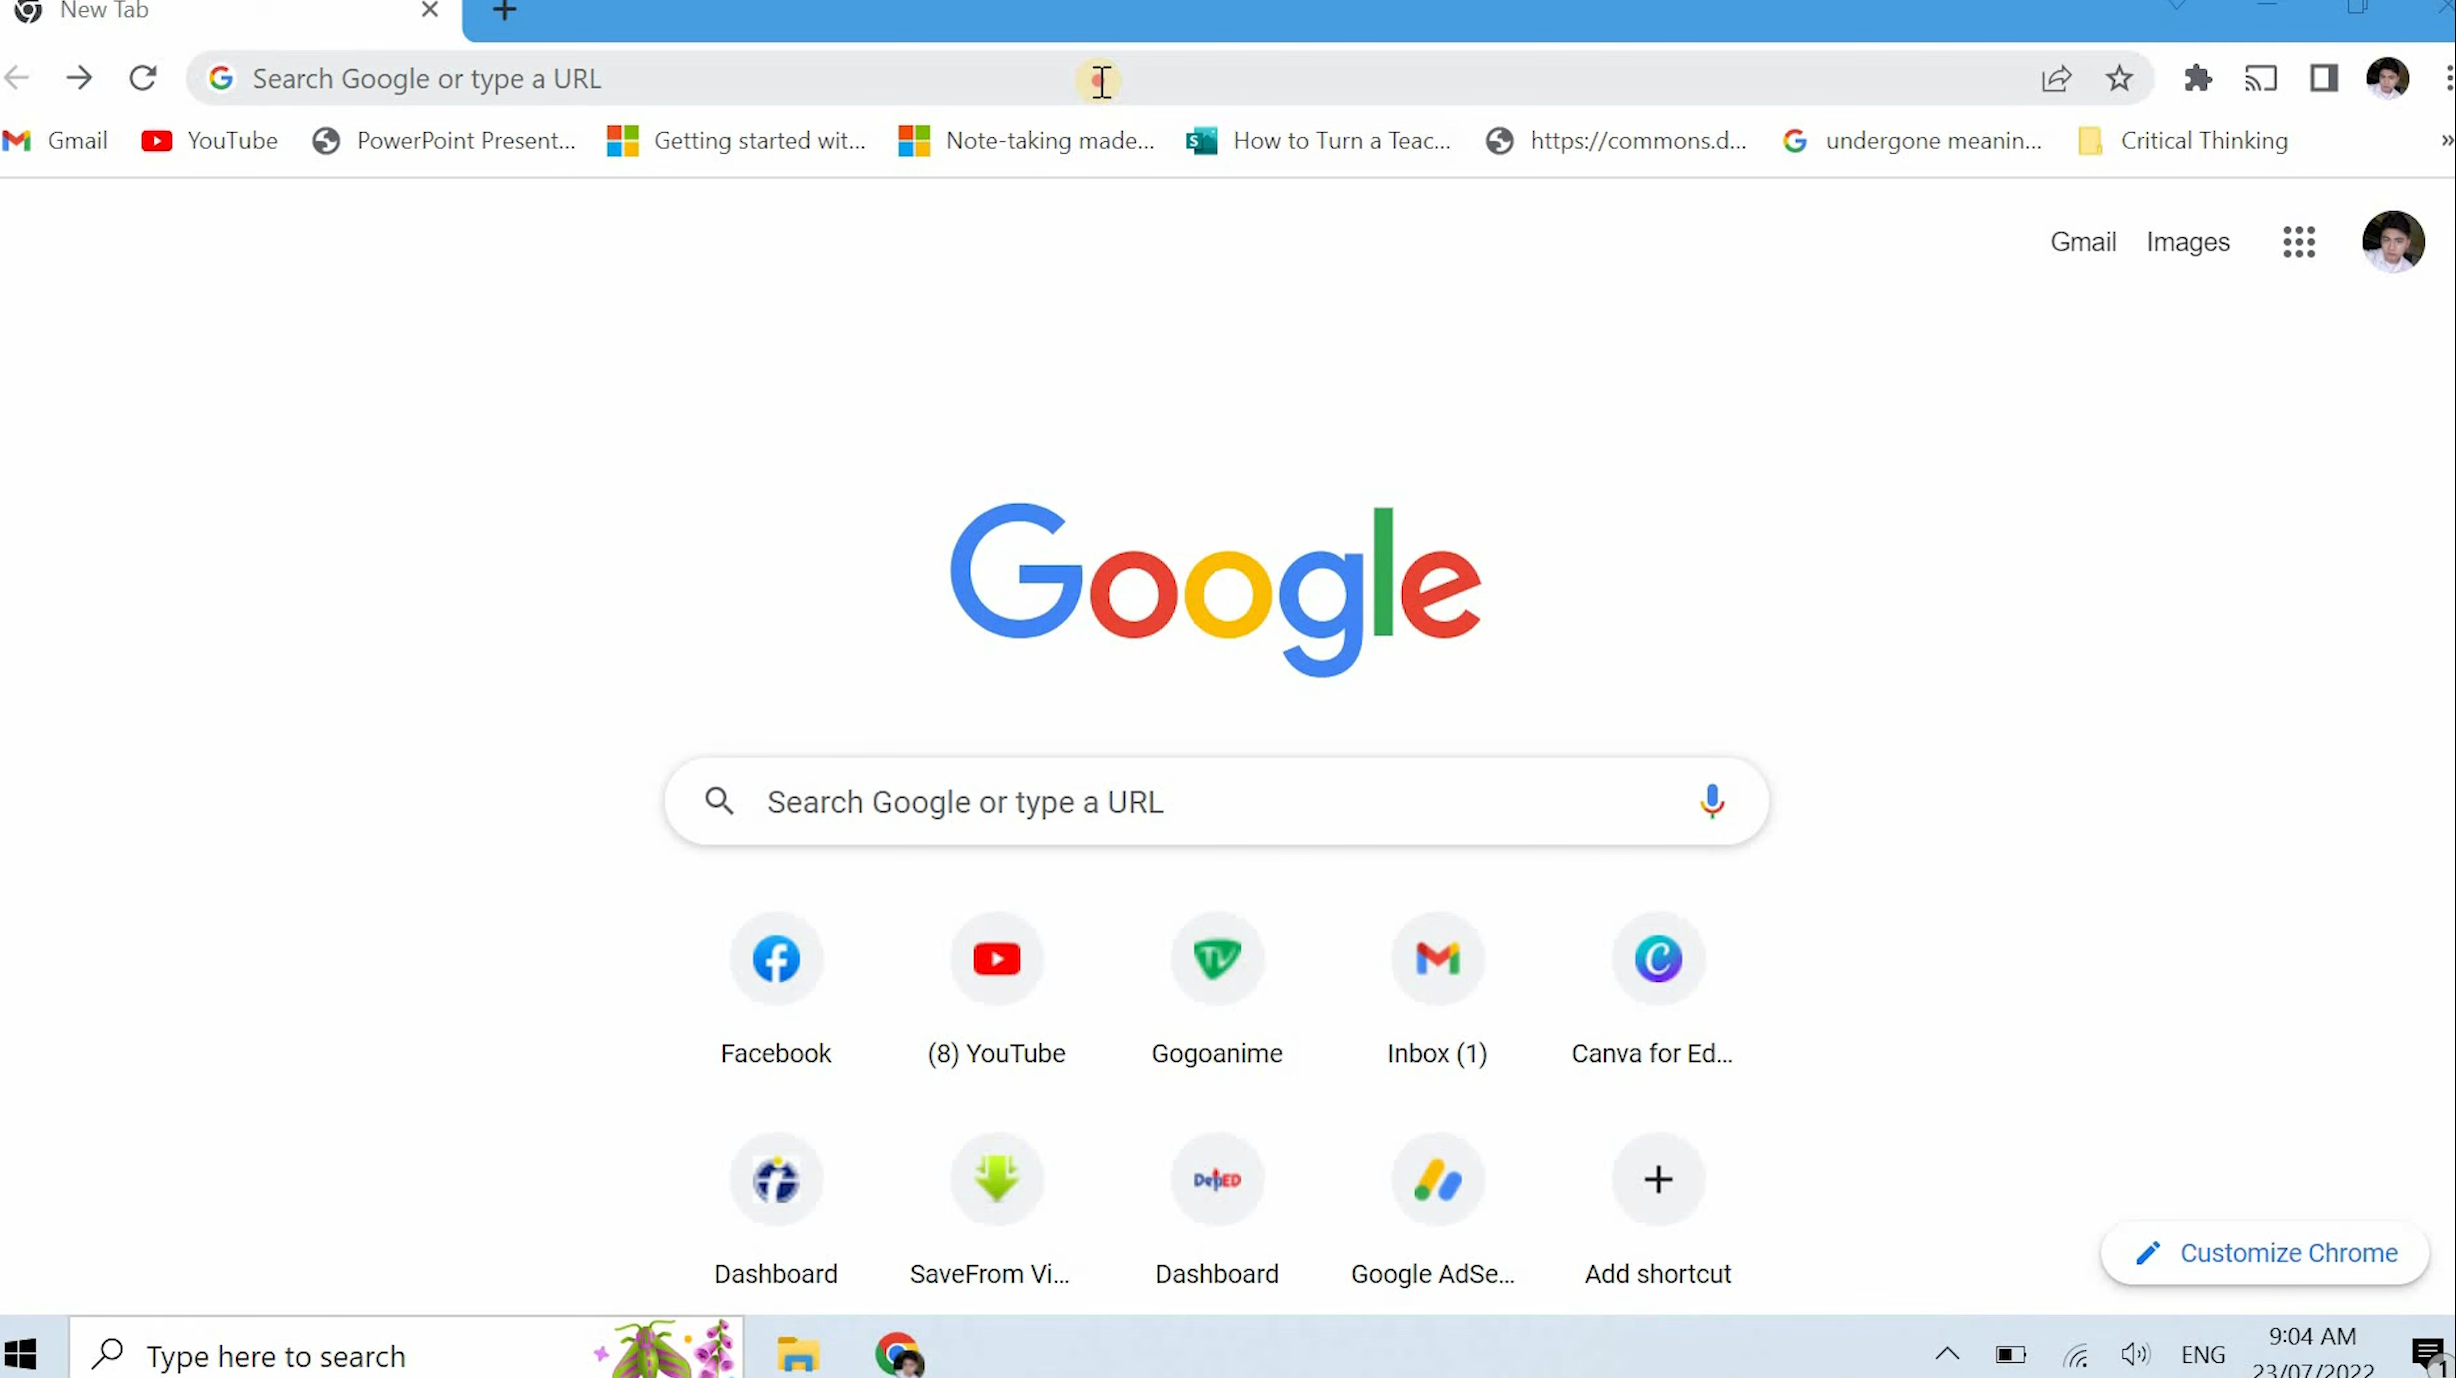 New Tab
Search Google or type a URL
Gmail YouTube PowerPoint Present... Getting started wit... Note-taking made... How to Turn a Teac... https://commons.d... undergone meanin... Critical Thinking »
Gmail Images
Google
Search Google or type a URL
Facebook (8) YouTube Gogoanime Inbox (1) Canva for Ed...
DepED
Dashboard SaveFrom Vi... Dashboard Google AdSe... Add shortcut
Customize Chrome
Type here to search
ENG
9:04 AM
23/07/2022
1